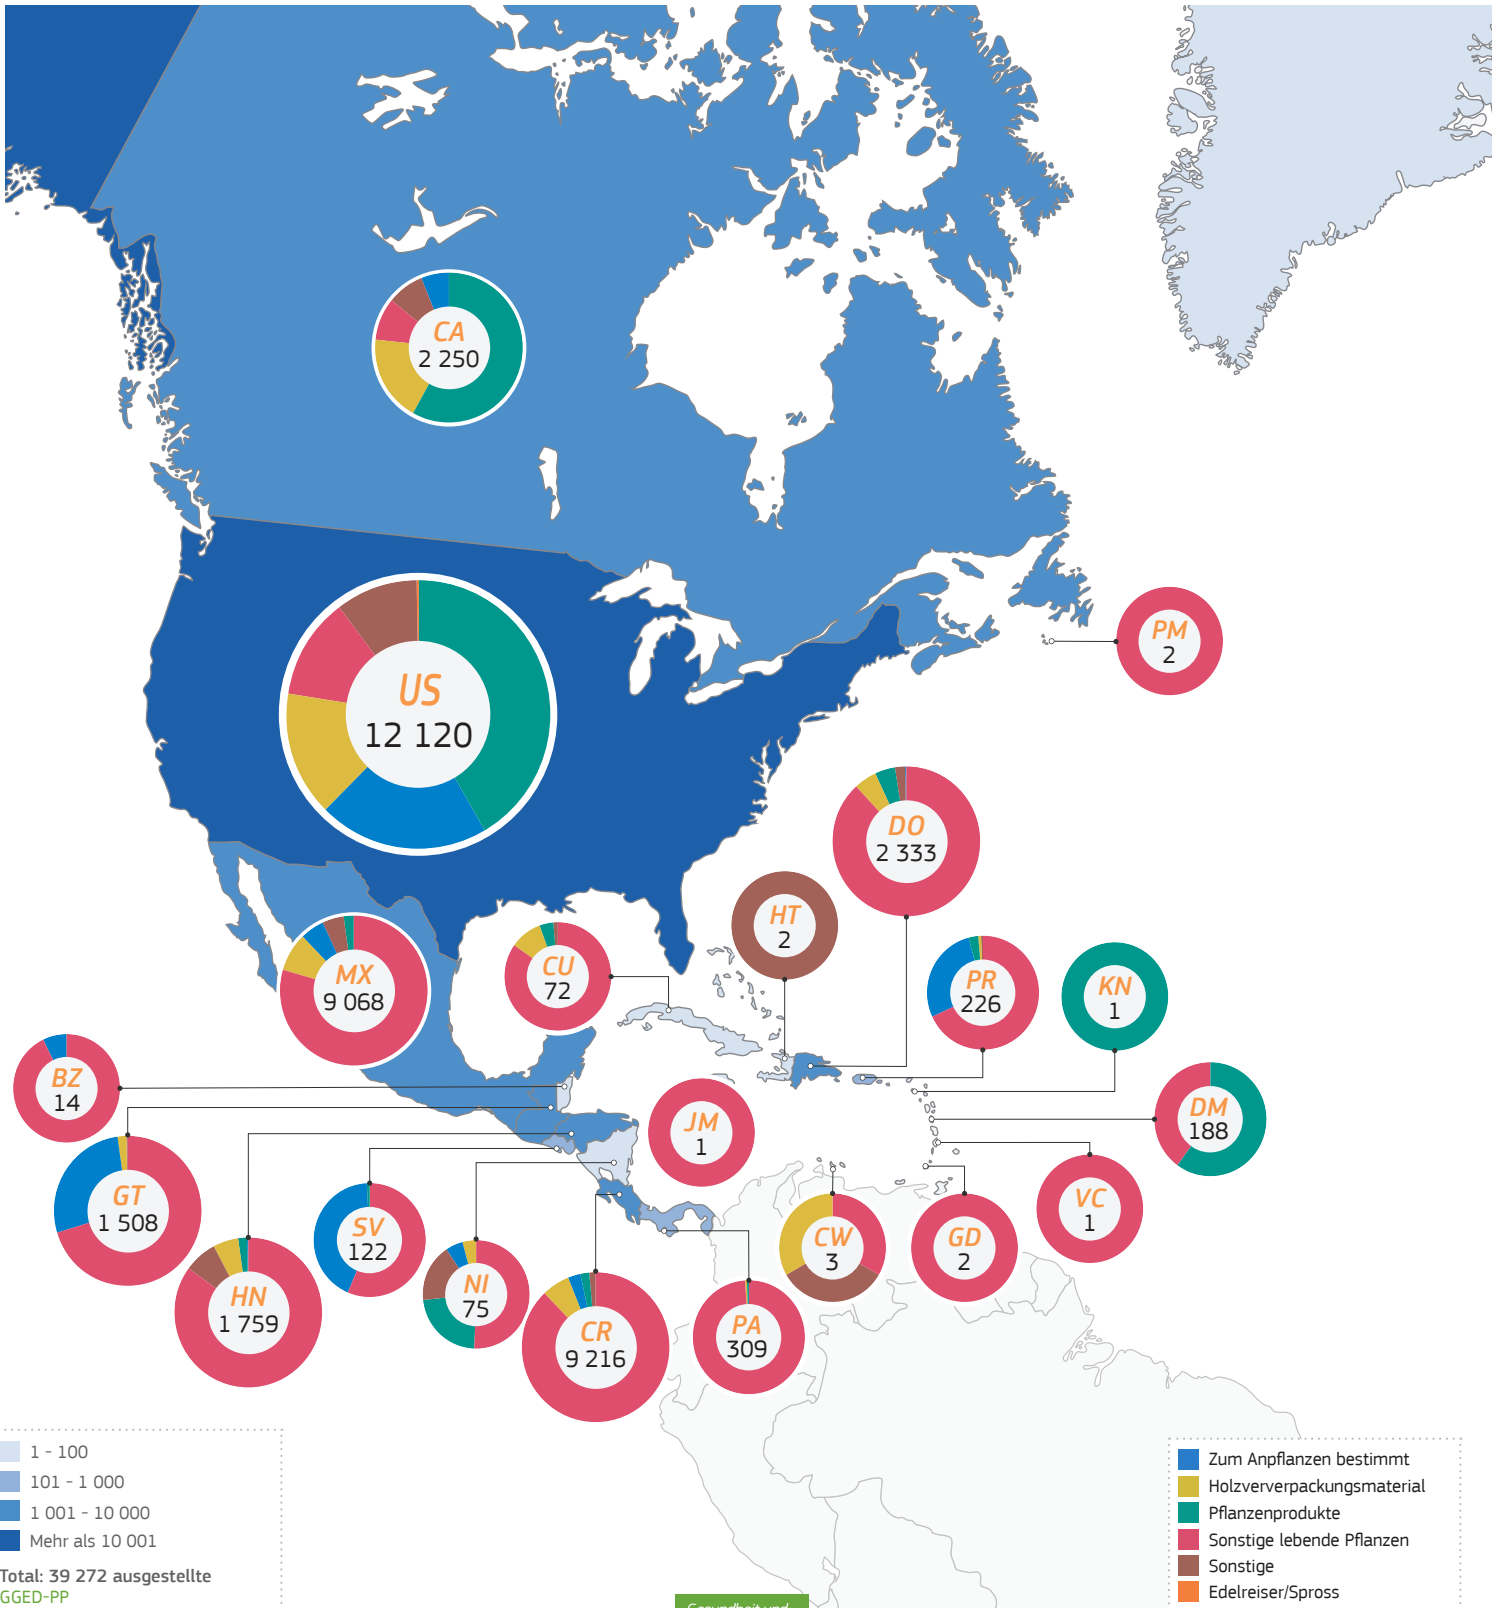 CA
2 250
PM
2
US
12 120
DO
2 333
HT
2
MX
9 068
CU
72
PR
226
KN
1
BZ
14
JM
1
DM
188
GT
1 508
VC
1
SV
122
CW
3
GD
2
HN
1 759
NI
75
CR
9 216
PA
309
1 - 100
101 - 1 000
1 001 - 10 000
Mehr als 10 001
Total: 39 272 ausgestellte
GGED-PP
Zum Anpflanzen bestimmt
Holzververpackungsmaterial
Pflanzenprodukte
Sonstige lebende Pflanzen
Sonstige
Edelreiser/Spross
Gesundheit und